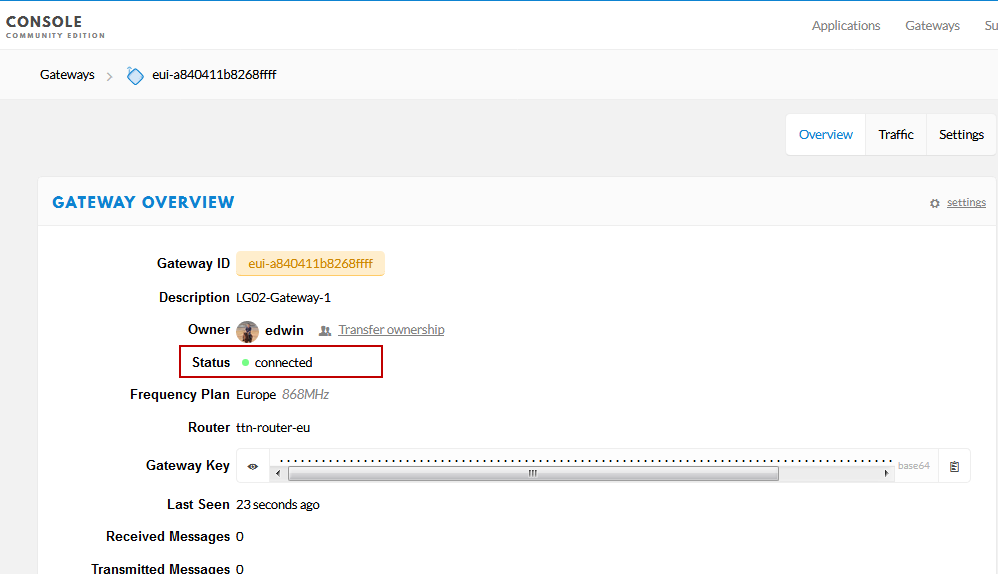 CONSOLE
COMMUNITY EDITION
Applications Gateways Su
Gateways eui-a840411b8268ffff
Overview Traffic Settings
GATEWAY OVERVIEW settings
Gateway ID eui-a840411b8268ffff
Description LG02-Gateway-1
Owner edwin Transfer ownership
Status connected
Frequency Plan Europe 868MHz
Router ttn-router-eu
Gateway Key base64
Last Seen 23 seconds ago
Received Messages 0
Transmitted Messages 0